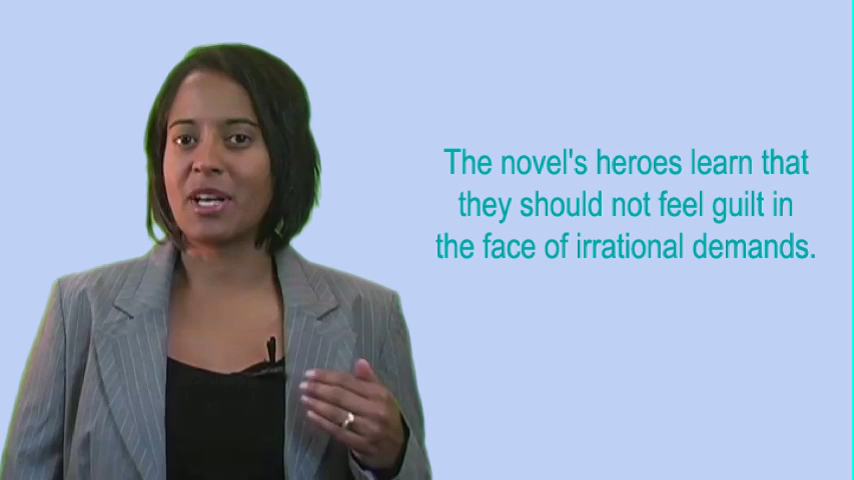 The novel's heroes learn that
they should not feel guilt in
the face of irrational demands.